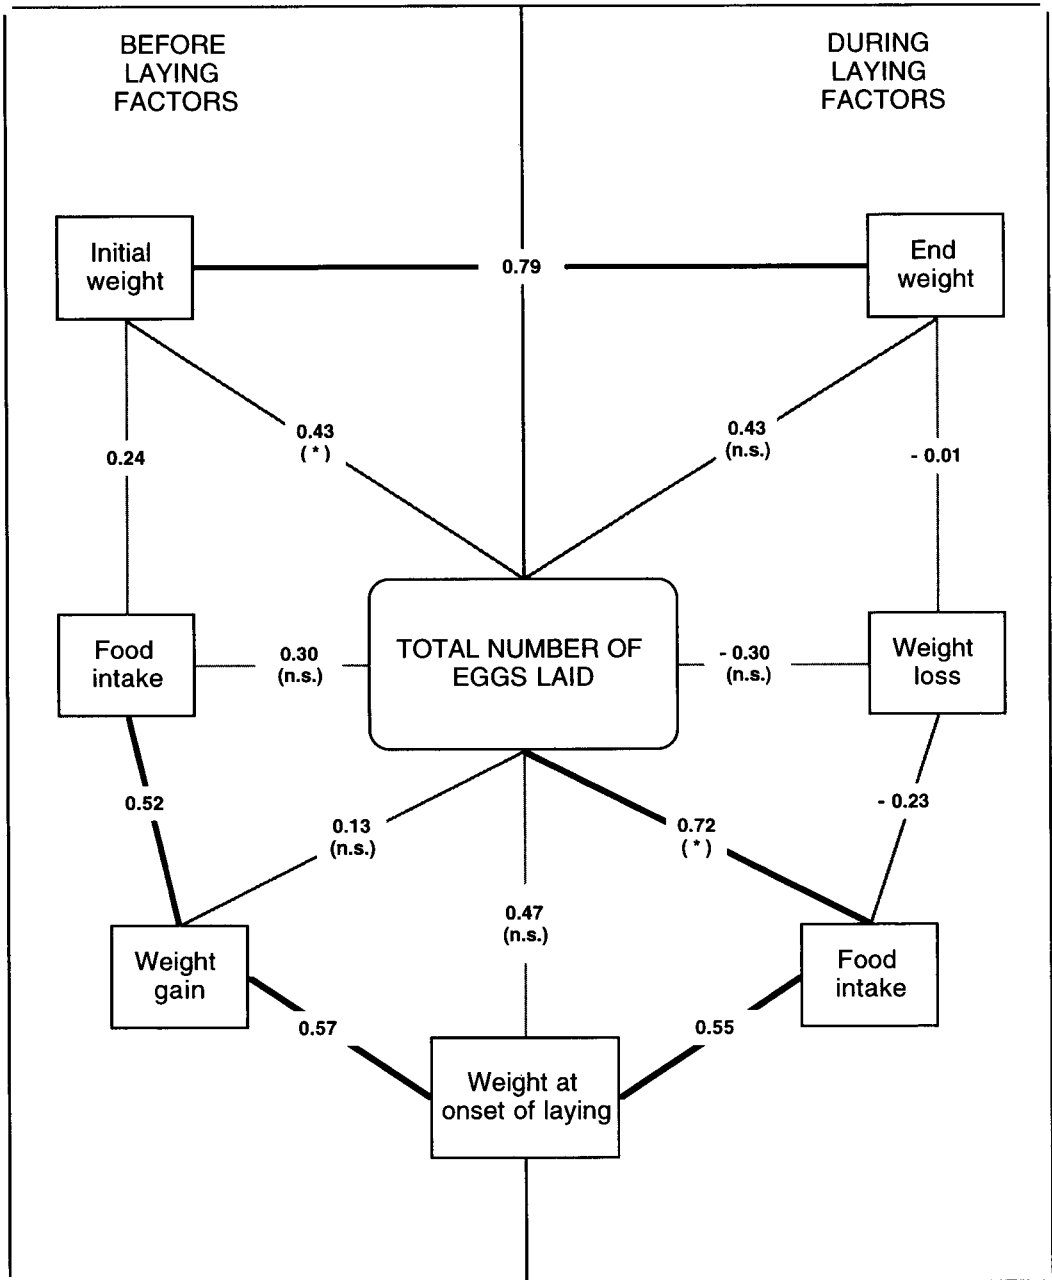 BEFORE
LAYING
FACTORS
DURING
LAYING
FACTORS
Initial
weight
0.79
End
weight
0.43
(*)
0.43
(n.s.)
0.24
- 0.01
Food
intake
0.30
(n.s.)
TOTAL NUMBER OF
EGGS LAID
- 0.30
(n.s.)
Weight
loss
0.52
0.13
(n.s.)
0.72
(*)
- 0.23
0.47
(n.s.)
Weight
gain
Food
intake
0.57
0.55
Weight at
onset of laying